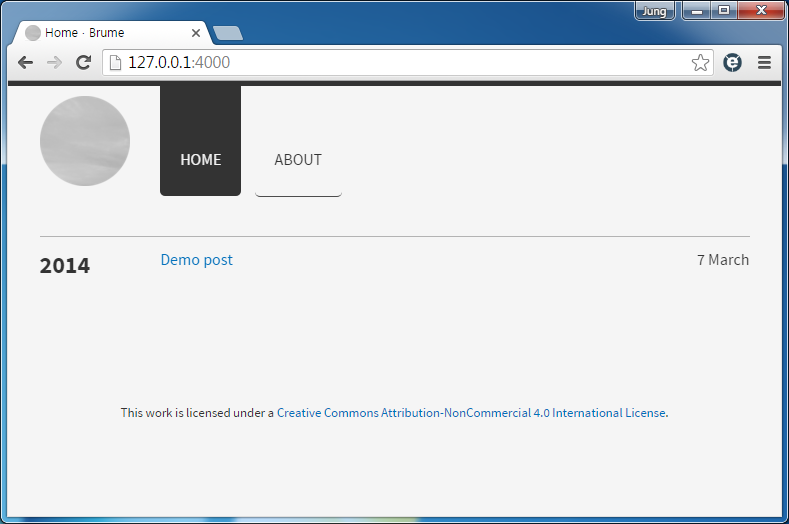 Jung
Home · Brume
127.0.0.1:4000
HOME
ABOUT
2014
Demo post
7 March
This work is licensed under a Creative Commons Attribution-NonCommercial 4.0 International License.